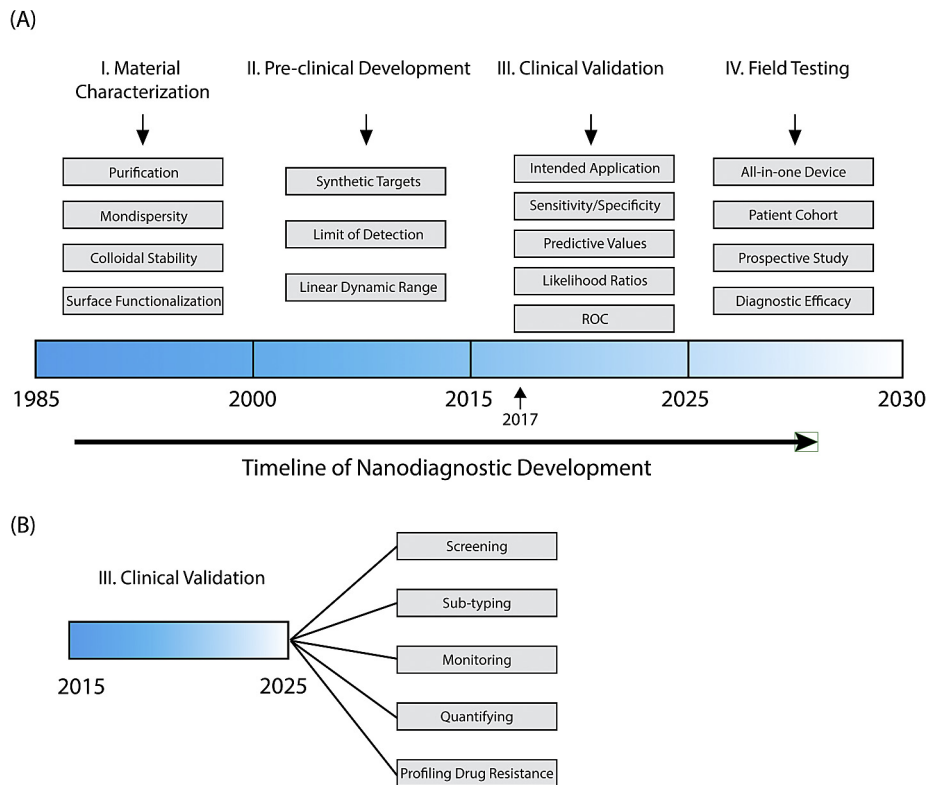 (A)
I. Material
Characterization
II. Pre-clinical Development
III. Clinical Validation
IV. Field Testing
Purification
Mondispersity
Colloidal Stability
Surface Functionalization
Synthetic Targets
Limit of Detection
Linear Dynamic Range
Intended Application
Sensitivity/Specificity
Predictive Values
Likelihood Ratios
ROC
All-in-one Device
Patient Cohort
Prospective Study
Diagnostic Efficacy
1985
2000
2015
2017
2025
2030
Timeline of Nanodiagnostic Development
(B)
III. Clinical Validation
2015
2025
Screening
Sub-typing
Monitoring
Quantifying
Profiling Drug Resistance